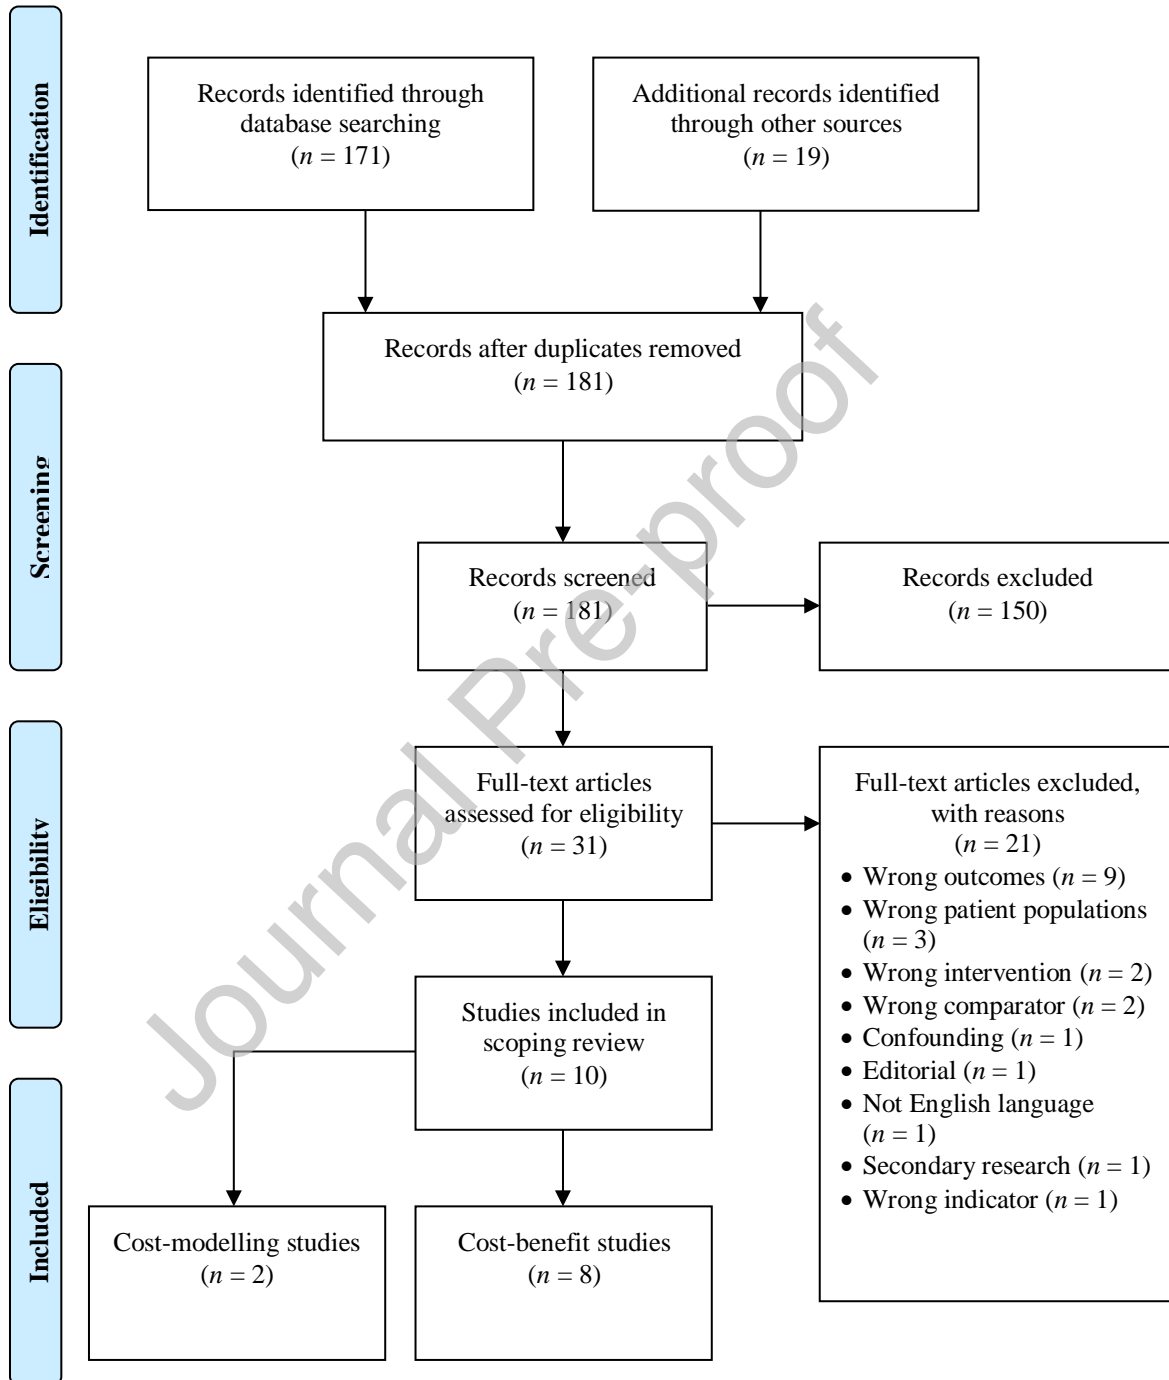 Identification
Records identified through
database searching
(n = 171)
Additional records identified
through other sources
(n = 19)
Records after duplicates removed
(n = 181)
Screening
Records screened
(n = 181)
Records excluded
(n = 150)
Eligibility
Full-text articles
assessed for eligibility
(n = 31)
Full-text articles excluded,
with reasons
(n = 21)
• Wrong outcomes (n = 9)
• Wrong patient populations
(n = 3)
• Wrong intervention (n = 2)
• Wrong comparator (n = 2)
• Confounding (n = 1)
• Editorial (n = 1)
• Not English language
(n = 1)
• Secondary research (n = 1)
• Wrong indicator (n = 1)
Studies included in
scoping review
(n = 10)
Included
Cost-modelling studies
(n = 2)
Cost-benefit studies
(n = 8)
Journal Pre-proof